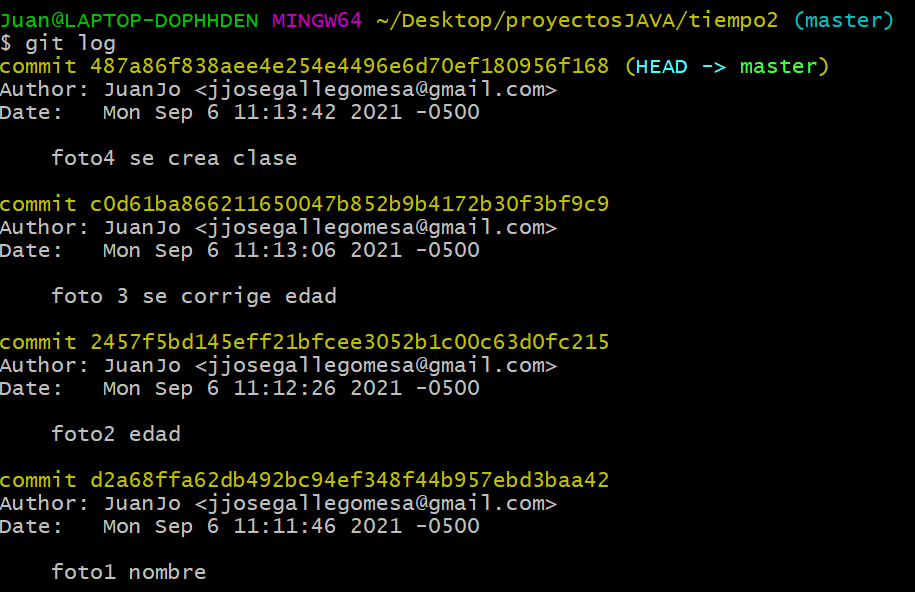 Juan@LAPTOP-DOPHHDEN MINGW64 ~/Desktop/proyectosJAVA/tiempo2 (master)
$ git log
commit 487a86f838aee4e254e4496e6d70ef180956f168 (HEAD -> master)
Author: JuanJo <jjosegallegomesa@gmail.com>
Date:   Mon Sep 6 11:13:42 2021 -0500
    foto4 se crea clase
commit c0d61ba866211650047b852b9b4172b30f3bf9c9
Author: JuanJo <jjosegallegomesa@gmail.com>
Date:   Mon Sep 6 11:13:06 2021 -0500
    foto 3 se corrige edad
commit 2457f5bd145eff21bfcee3052b1c00c63d0fc215
Author: JuanJo <jjosegallegomesa@gmail.com>
Date:   Mon Sep 6 11:12:26 2021 -0500
    foto2 edad
commit d2a68ffa62db492bc94ef348f44b957ebd3baa42
Author: JuanJo <jjosegallegomesa@gmail.com>
Date:   Mon Sep 6 11:11:46 2021 -0500
    foto1 nombre